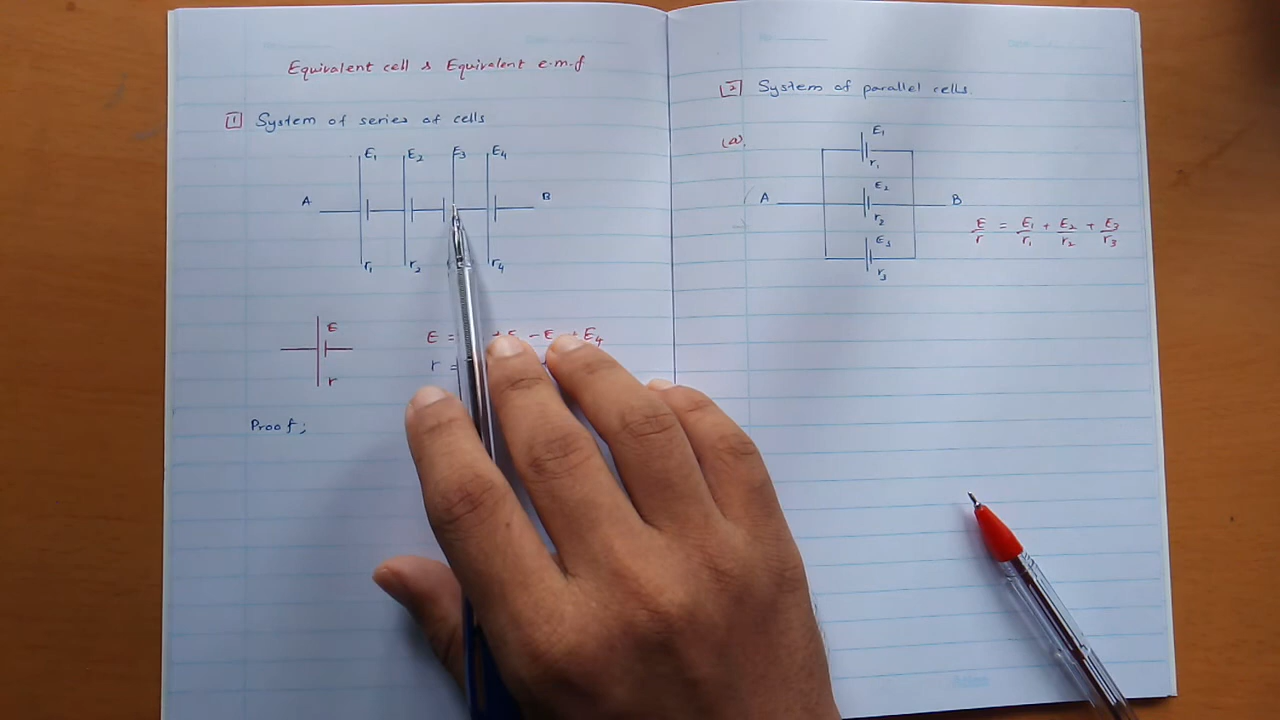 Equivalent cell & Equivalent e.m.f
1 System of series of cells
E1 E2 E3 E4
A B
r1 r2 r4
E
r
E = - E + E4
r =
Proof;
2 System of parallel cells.
(a).
E1
r1
A E2 B
r2
E3
r3
E/r = E1/r1 + E2/r2 + E3/r3